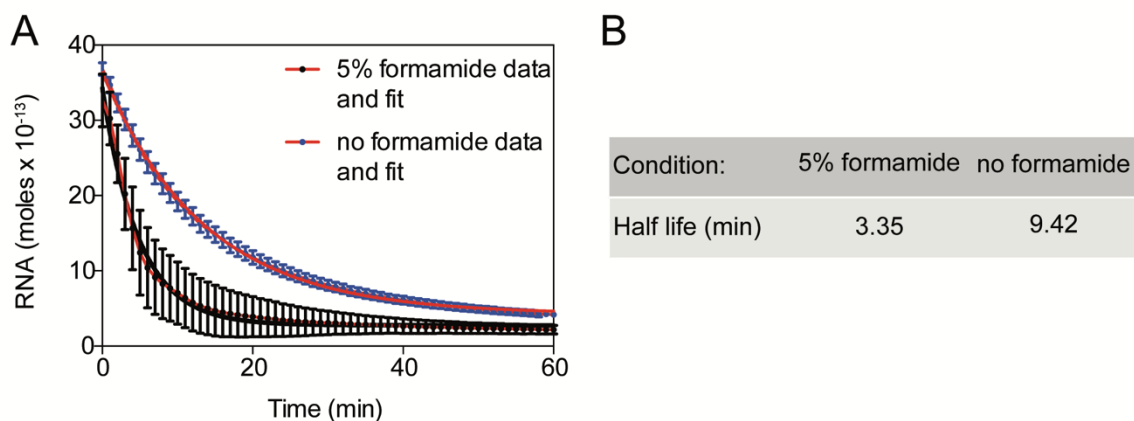 A
40
30
20
10
0
RNA (moles x 10⁻¹³)
0 20 40 60
Time (min)
5% formamide data
and fit
no formamide data
and fit
B
Condition: 5% formamide no formamide
Half life (min) 3.35 9.42